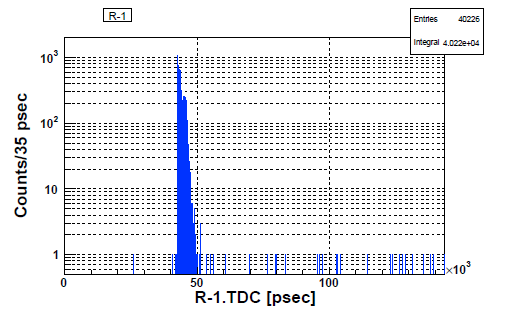 R-1
Entries 40226
Integral 4.022e+04
10³
10²
10
1
Counts/35 psec
0 50 100 ×10³
R-1.TDC [psec]